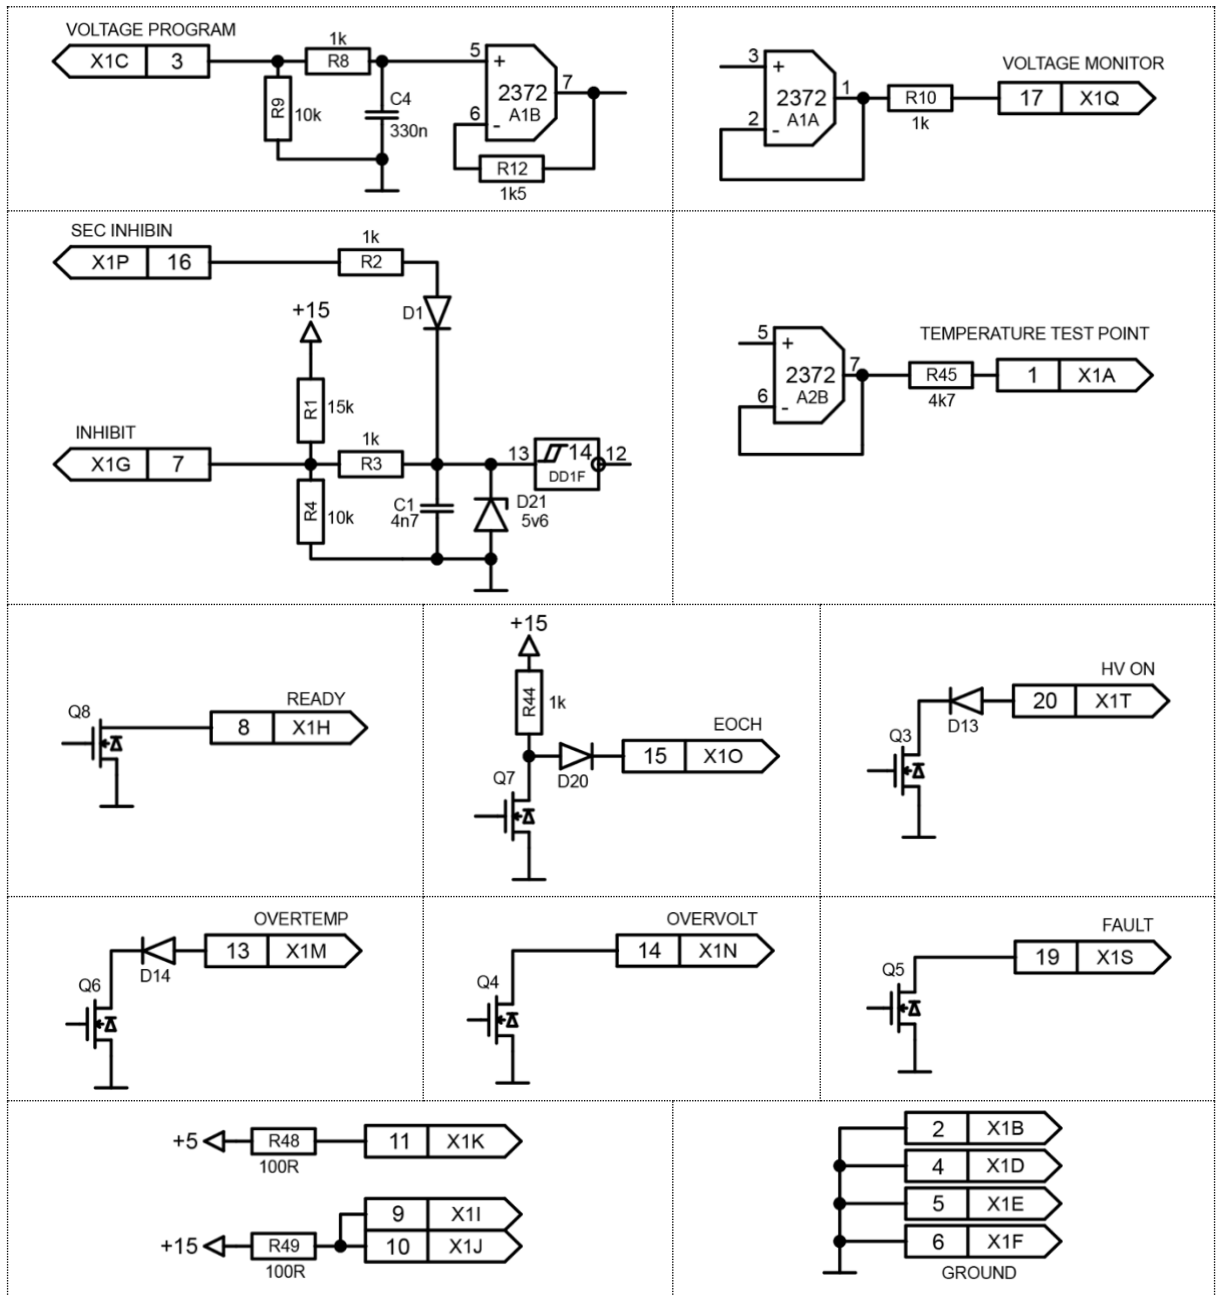 VOLTAGE PROGRAM
X1C 3
1k
R8
R9
10k
C4
330n
5
+
2372
A1B
7
6
-
R12
1k5
3
+
2372
A1A
1
2
-
R10
1k
VOLTAGE MONITOR
17 X1Q
SEC INHIBIN
X1P 16
1k
R2
D1
+15
R1
15k
INHIBIT
X1G 7
1k
R3
R4
10k
C1
4n7
D21
5v6
13
14
DD1F
12
5
+
2372
A2B
7
6
-
R45
4k7
TEMPERATURE TEST POINT
1 X1A
Q8
READY
8 X1H
+15
R44
1k
EOCH
15 X1O
D20
Q7
HV ON
20 X1T
D13
Q3
OVERTEMP
13 X1M
D14
Q6
OVERVOLT
14 X1N
Q4
FAULT
19 X1S
Q5
+5
R48
100R
11 X1K
9 X1I
+15
R49
100R
10 X1J
2 X1B
4 X1D
5 X1E
6 X1F
GROUND